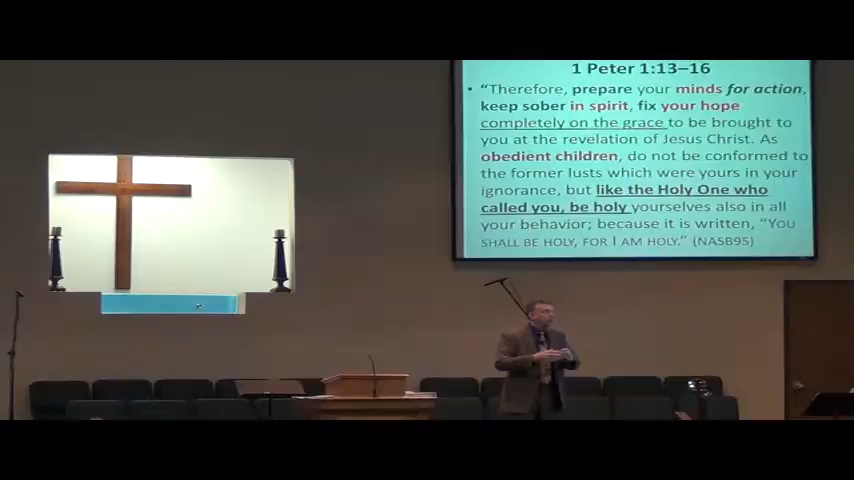 1 Peter 1:13–16
• “Therefore, prepare your minds for action,
keep sober in spirit, fix your hope
completely on the grace to be brought to
you at the revelation of Jesus Christ. As
obedient children, do not be conformed to
the former lusts which were yours in your
ignorance, but like the Holy One who
called you, be holy yourselves also in all
your behavior; because it is written, “YOU
SHALL BE HOLY, FOR I AM HOLY.” (NASB95)